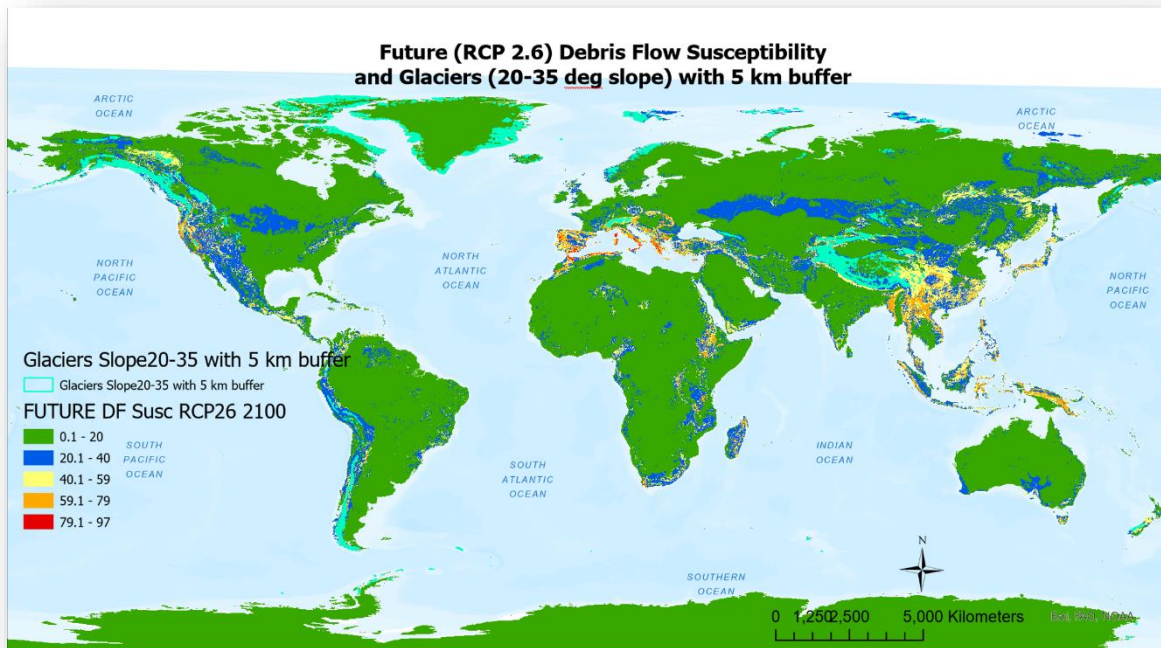 Future (RCP 2.6) Debris Flow Susceptibility
and Glaciers (20-35 deg slope) with 5 km buffer
ARCTIC
OCEAN
ARCTIC
OCEAN
NORTH
PACIFIC
OCEAN
NORTH
ATLANTIC
OCEAN
NORTH
PACIFIC
OCEAN
Glaciers Slope20-35 with 5 km buffer
Glaciers Slope20-35 with 5 km buffer
FUTURE DF Susc RCP26 2100
0.1 - 20
20.1 - 40
40.1 - 59
59.1 - 79
79.1 - 97
SOUTH
PACIFIC
OCEAN
SOUTH
ATLANTIC
OCEAN
INDIAN
OCEAN
SOUTHERN
OCEAN
N
0 1,250 2,500 5,000 Kilometers
Esri, FAO, NOAA